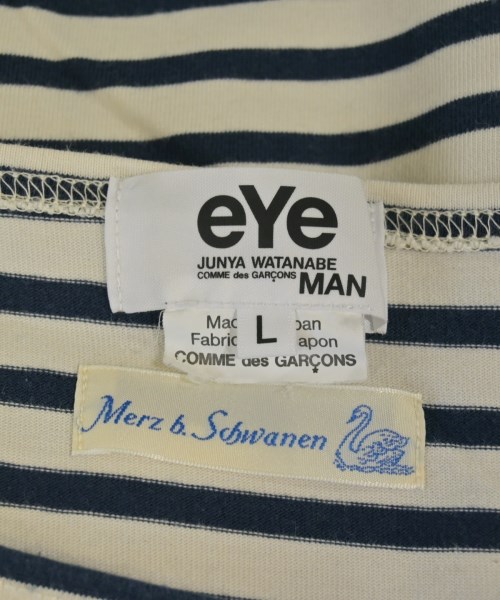 eYe
JUNYA WATANABE
COMME des GARÇONS MAN
L
COMME des GARÇONS
Merz b. Schwanen